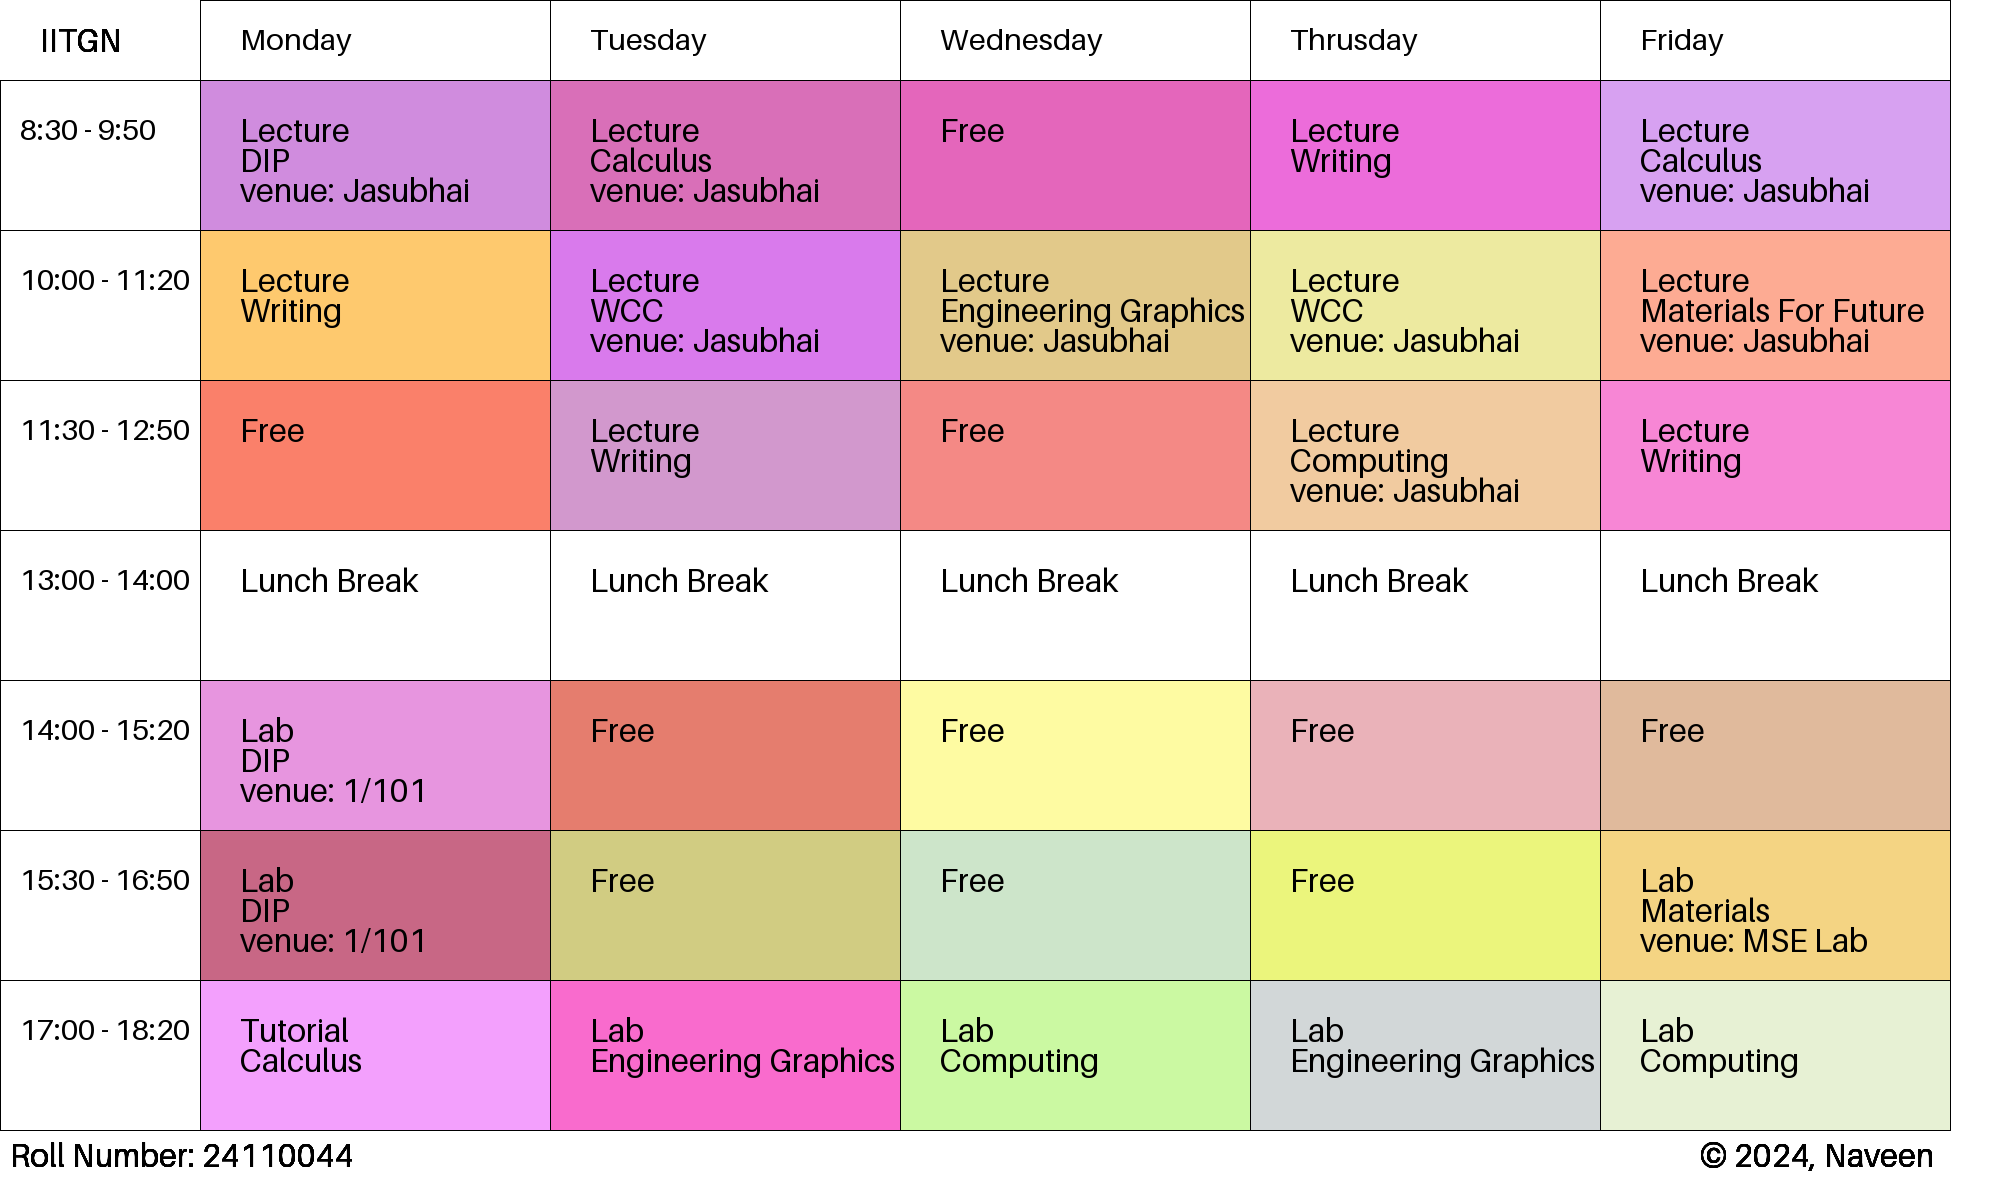 IITGN Monday Tuesday Wednesday Thrusday Friday
8:30 - 9:50
Lecture
DIP
venue: Jasubhai
Lecture
Calculus
venue: Jasubhai
Free
Lecture
Writing
Lecture
Calculus
venue: Jasubhai
10:00 - 11:20
Lecture
Writing
Lecture
WCC
venue: Jasubhai
Lecture
Engineering Graphics
venue: Jasubhai
Lecture
WCC
venue: Jasubhai
Lecture
Materials For Future
venue: Jasubhai
11:30 - 12:50
Free
Lecture
Writing
Free
Lecture
Computing
venue: Jasubhai
Lecture
Writing
13:00 - 14:00
Lunch Break
Lunch Break
Lunch Break
Lunch Break
Lunch Break
14:00 - 15:20
Lab
DIP
venue: 1/101
Free
Free
Free
Free
15:30 - 16:50
Lab
DIP
venue: 1/101
Free
Free
Free
Lab
Materials
venue: MSE Lab
17:00 - 18:20
Tutorial
Calculus
Lab
Engineering Graphics
Lab
Computing
Lab
Engineering Graphics
Lab
Computing
Roll Number: 24110044
© 2024, Naveen